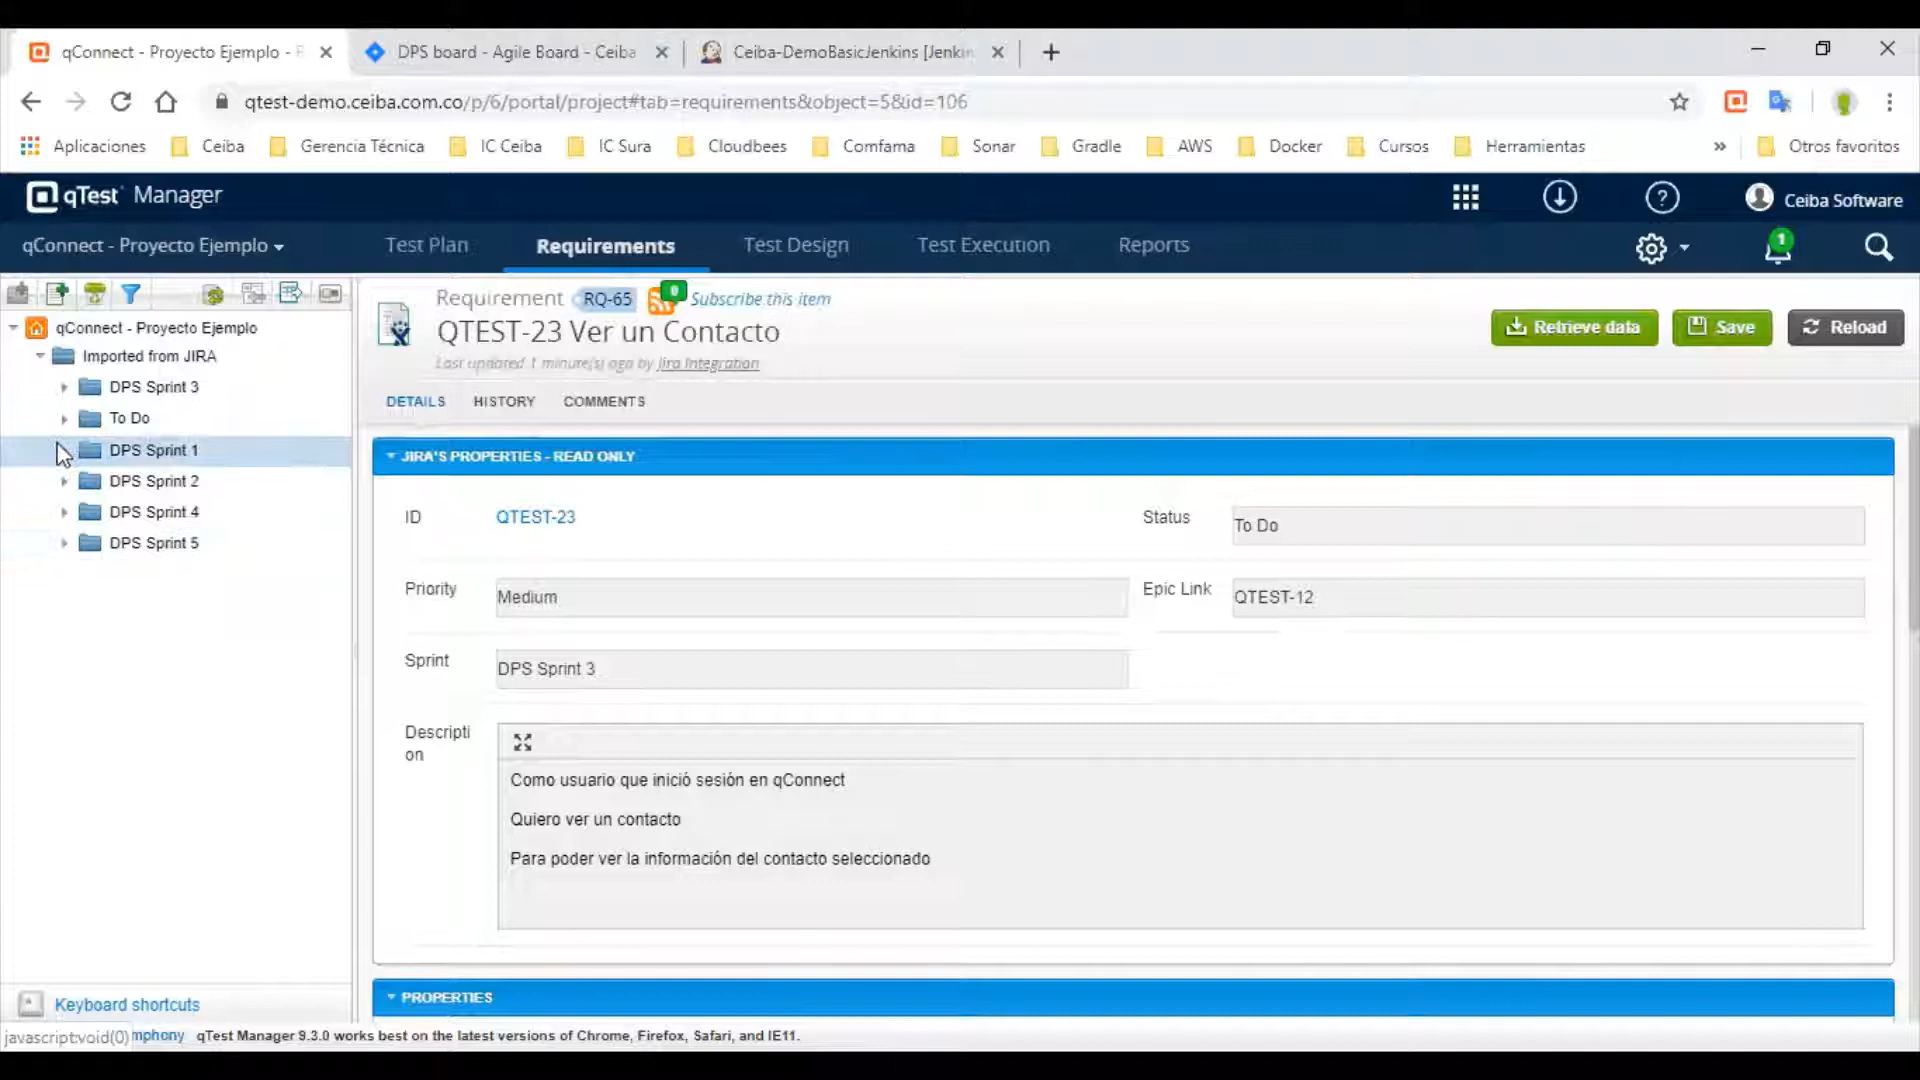 qConnect - Proyecto Ejemplo -
DPS board - Agile Board - Ceiba
Ceiba-DemoBasicJenkins [Jenkin
qtest-demo.ceiba.com.co/p/6/portal/project#tab=requirements&object=5&id=106
Aplicaciones
Ceiba
Gerencia Técnica
IC Ceiba
IC Sura
Cloudbees
Comfama
Sonar
Gradle
AWS
Docker
Cursos
Herramientas
»
Otros favoritos
qTest Manager
Ceiba Software
qConnect - Proyecto Ejemplo
Test Plan
Requirements
Test Design
Test Execution
Reports
1
qConnect - Proyecto Ejemplo
Imported from JIRA
DPS Sprint 3
To Do
DPS Sprint 1
DPS Sprint 2
DPS Sprint 4
DPS Sprint 5
Requirement RQ-65 0 Subscribe this item
QTEST-23 Ver un Contacto
Last updated 1 minute(s) ago by Jira Integration
Retrieve data
Save
Reload
DETAILS
HISTORY
COMMENTS
JIRA'S PROPERTIES - READ ONLY
ID
QTEST-23
Status
To Do
Priority
Medium
Epic Link
QTEST-12
Sprint
DPS Sprint 3
Descripti
on
Como usuario que inició sesión en qConnect
Quiero ver un contacto
Para poder ver la información del contacto seleccionado
PROPERTIES
Keyboard shortcuts
javascript:void(0)
mphony qTest Manager 9.3.0 works best on the latest versions of Chrome, Firefox, Safari, and IE11.